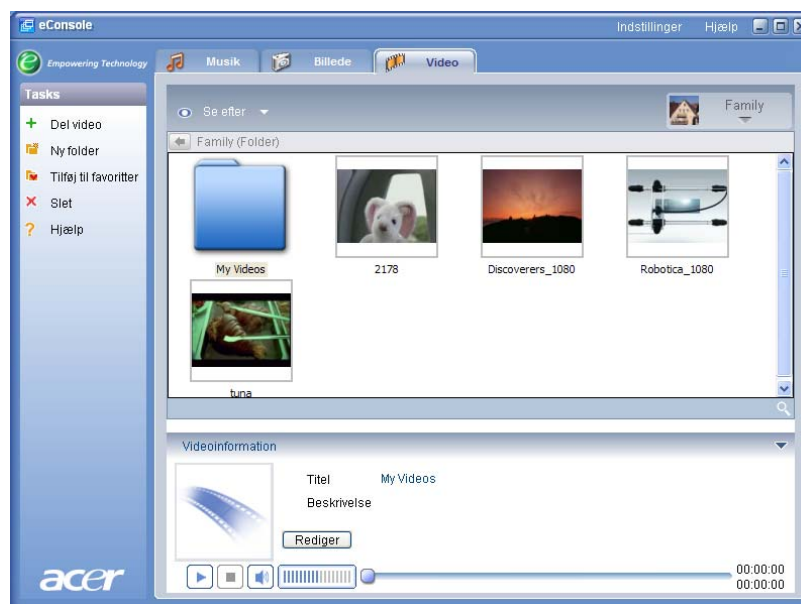 eConsole
Indstillinger Hjælp
Empowering Technology
Musik
Billede
Video
Tasks
Del video
Ny folder
Tilføj til favoritter
Slet
Hjælp
Se efter
Family
Family (Folder)
My Videos
2178
Discoverers_1080
Robotica_1080
tuna
Videoinformation
Titel My Videos
Beskrivelse
Rediger
00:00:00
00:00:00
acer